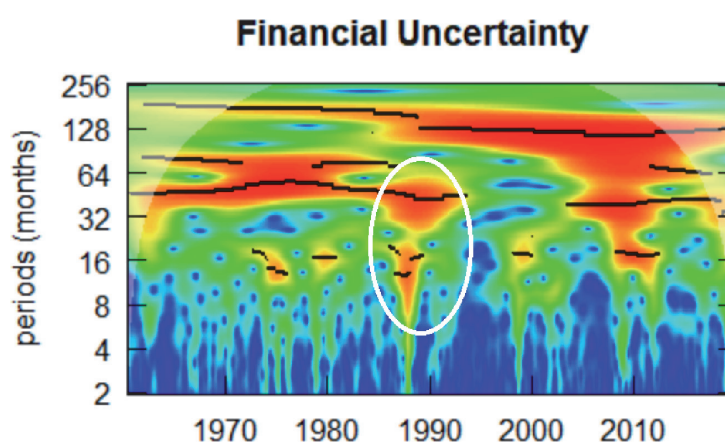 Financial Uncertainty
periods (months)
256
128
64
32
16
8
4
2
1970 1980 1990 2000 2010